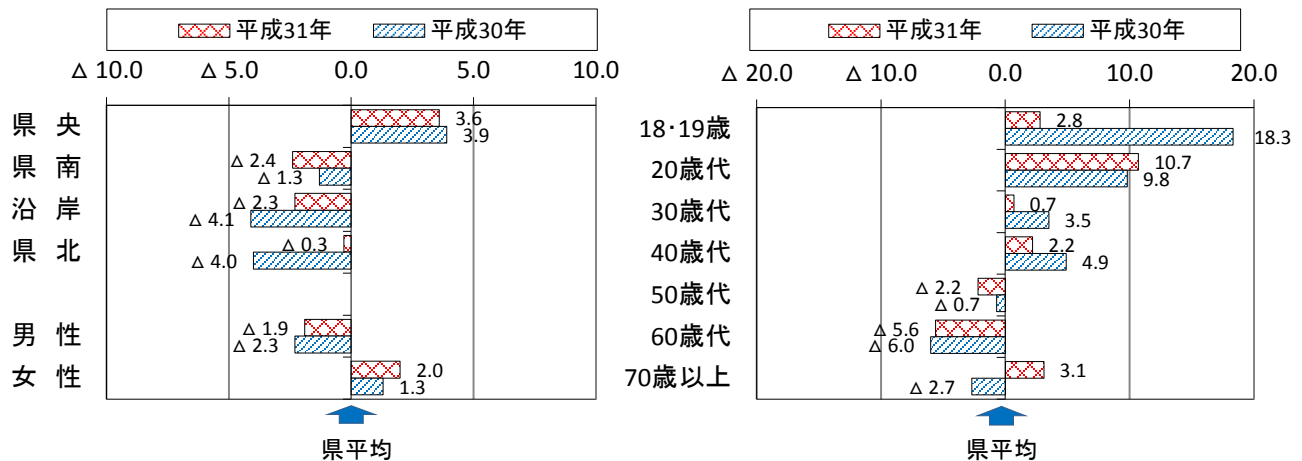 平成31年 平成30年
△ 10.0 △ 5.0 0.0 5.0 10.0
県 央 3.6
3.9
県 南 △ 2.4
△ 1.3
沿 岸 △ 2.3
△ 4.1
県 北 △ 0.3
△ 4.0
男 性 △ 1.9
△ 2.3
女 性 2.0
1.3
県平均
平成31年 平成30年
△ 20.0 △ 10.0 0.0 10.0 20.0
18･19歳 2.8
18.3
20歳代 10.7
9.8
30歳代 0.7
3.5
40歳代 2.2
4.9
50歳代 △ 2.2
△ 0.7
60歳代 △ 5.6
△ 6.0
70歳以上 3.1
△ 2.7
県平均